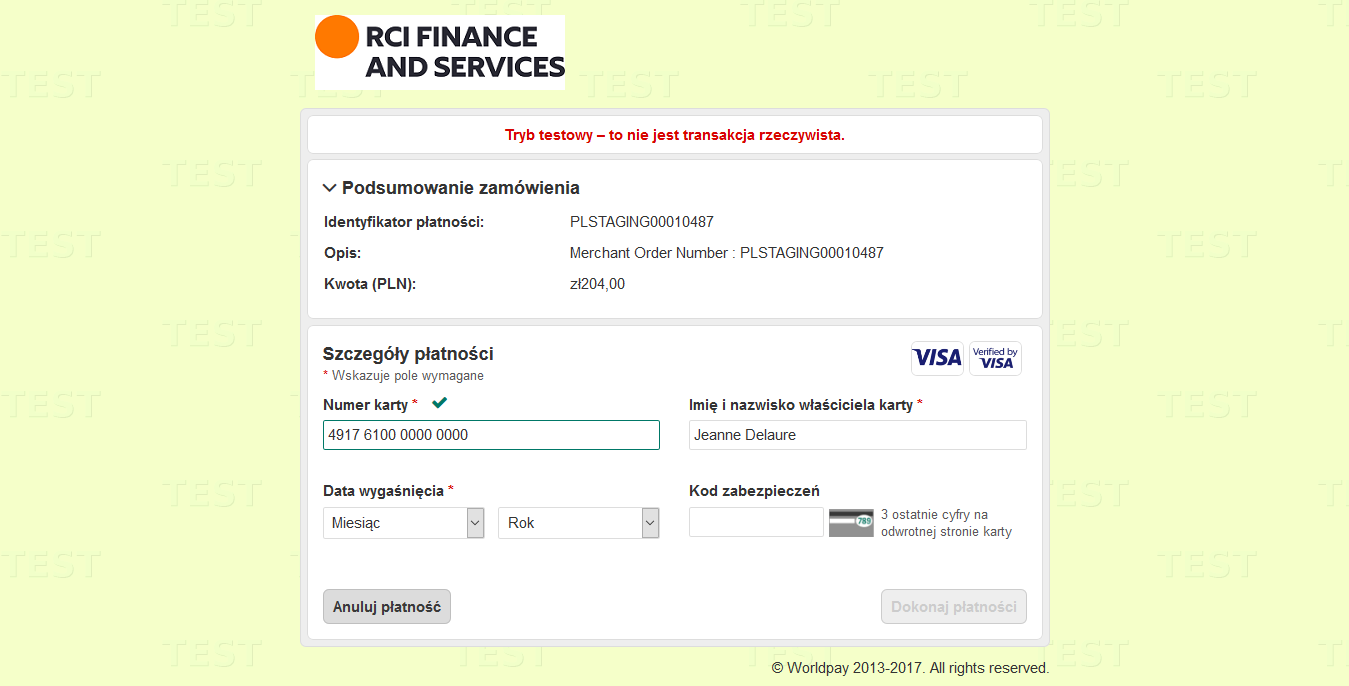 RCI FINANCE
AND SERVICES
Tryb testowy – to nie jest transakcja rzeczywista.
Podsumowanie zamówienia
Identyfikator płatności: PLSTAGING00010487
Opis: Merchant Order Number : PLSTAGING00010487
Kwota (PLN): zł204,00
Szczegóły płatności
VISA Verified by VISA
* Wskazuje pole wymagane
Numer karty * Imię i nazwisko właściciela karty *
4917 6100 0000 0000 Jeanne Delaure
Data wygaśnięcia * Kod zabezpieczeń
Miesiąc Rok 789 3 ostatnie cyfry na
odwrotnej stronie karty
Anuluj płatność Dokonaj płatności
© Worldpay 2013-2017. All rights reserved.
TEST